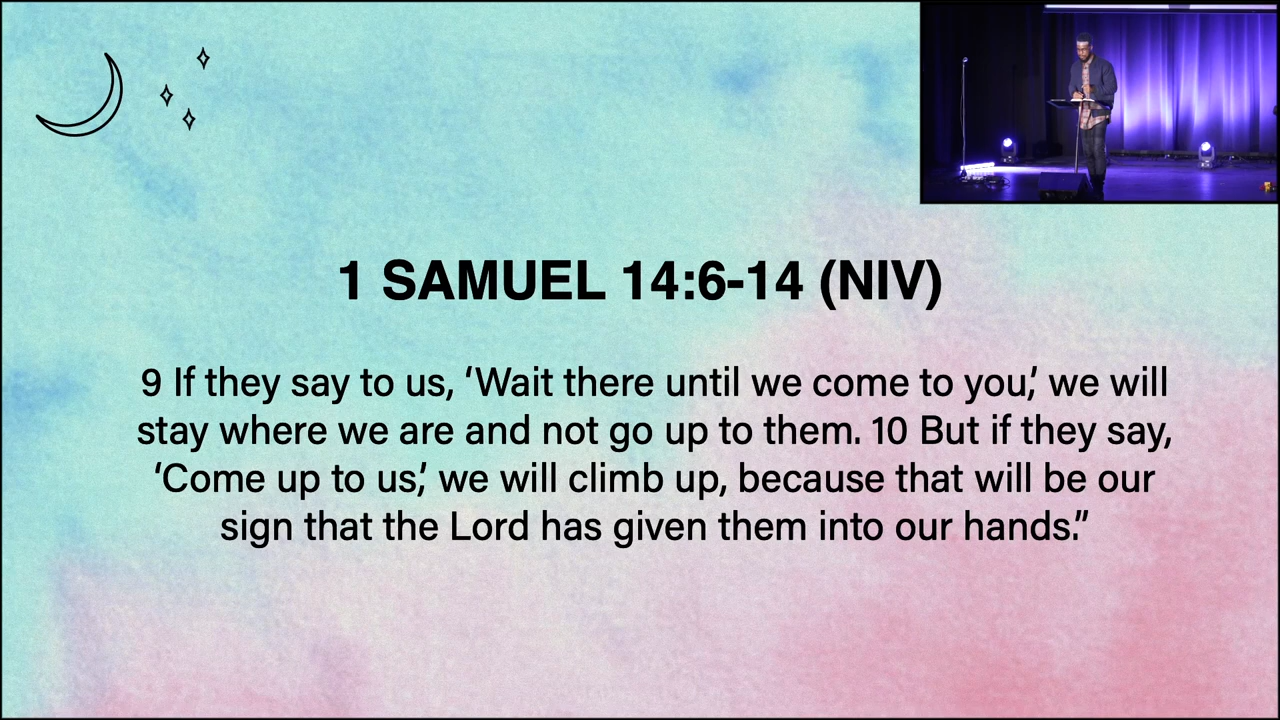 1 SAMUEL 14:6-14 (NIV)
9 If they say to us, ‘Wait there until we come to you,’ we will
stay where we are and not go up to them. 10 But if they say,
‘Come up to us,’ we will climb up, because that will be our
sign that the Lord has given them into our hands.”